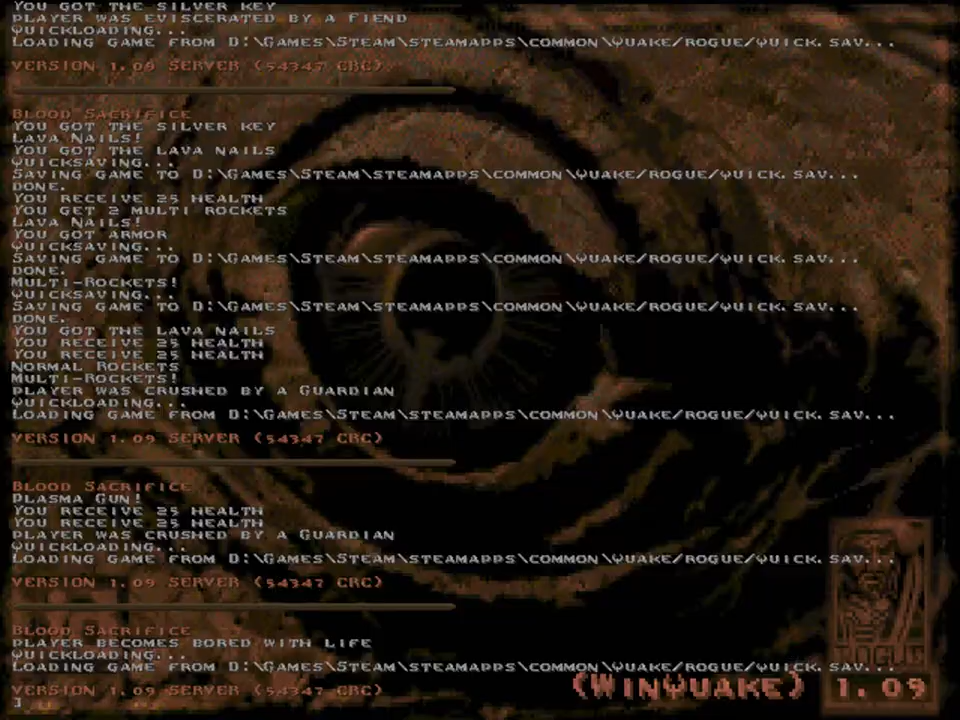 YOU GOT THE SILVER KEY
PLAYER WAS EVISCERATED BY A FIEND
QUICKLOADING...
LOADING GAME FROM D:\GAMES\STEAM\STEAMAPPS\COMMON\QUAKE/ROGUE/QUICK.SAV...
VERSION 1.09 SERVER (54347 CRC)
BLOOD SACRIFICE
YOU GOT THE SILVER KEY
LAVA NAILS!
YOU GOT THE LAVA NAILS
QUICKSAVING...
SAVING GAME TO D:\GAMES\STEAM\STEAMAPPS\COMMON\QUAKE/ROGUE/QUICK.SAV...
DONE.
YOU RECEIVE 25 HEALTH
YOU GET 2 MULTI ROCKETS
LAVA NAILS!
YOU GOT ARMOR
QUICKSAVING...
SAVING GAME TO D:\GAMES\STEAM\STEAMAPPS\COMMON\QUAKE/ROGUE/QUICK.SAV...
DONE.
MULTI-ROCKETS!
QUICKSAVING...
SAVING GAME TO D:\GAMES\STEAM\STEAMAPPS\COMMON\QUAKE/ROGUE/QUICK.SAV...
DONE.
YOU GOT THE LAVA NAILS
YOU RECEIVE 25 HEALTH
YOU RECEIVE 25 HEALTH
NORMAL ROCKETS
MULTI-ROCKETS!
PLAYER WAS CRUSHED BY A GUARDIAN
QUICKLOADING...
LOADING GAME FROM D:\GAMES\STEAM\STEAMAPPS\COMMON\QUAKE/ROGUE/QUICK.SAV...
VERSION 1.09 SERVER (54347 CRC)
BLOOD SACRIFICE
PLASMA GUN!
YOU RECEIVE 25 HEALTH
YOU RECEIVE 25 HEALTH
PLAYER WAS CRUSHED BY A GUARDIAN
QUICKLOADING...
LOADING GAME FROM D:\GAMES\STEAM\STEAMAPPS\COMMON\QUAKE/ROGUE/QUICK.SAV...
VERSION 1.09 SERVER (54347 CRC)
BLOOD SACRIFICE
PLAYER BECOMES BORED WITH LIFE
QUICKLOADING...
LOADING GAME FROM D:\GAMES\STEAM\STEAMAPPS\COMMON\QUAKE/ROGUE/QUICK.SAV...
VERSION 1.09 SERVER (54347 CRC)
]
ROGUE
(WINQUAKE) 1.09